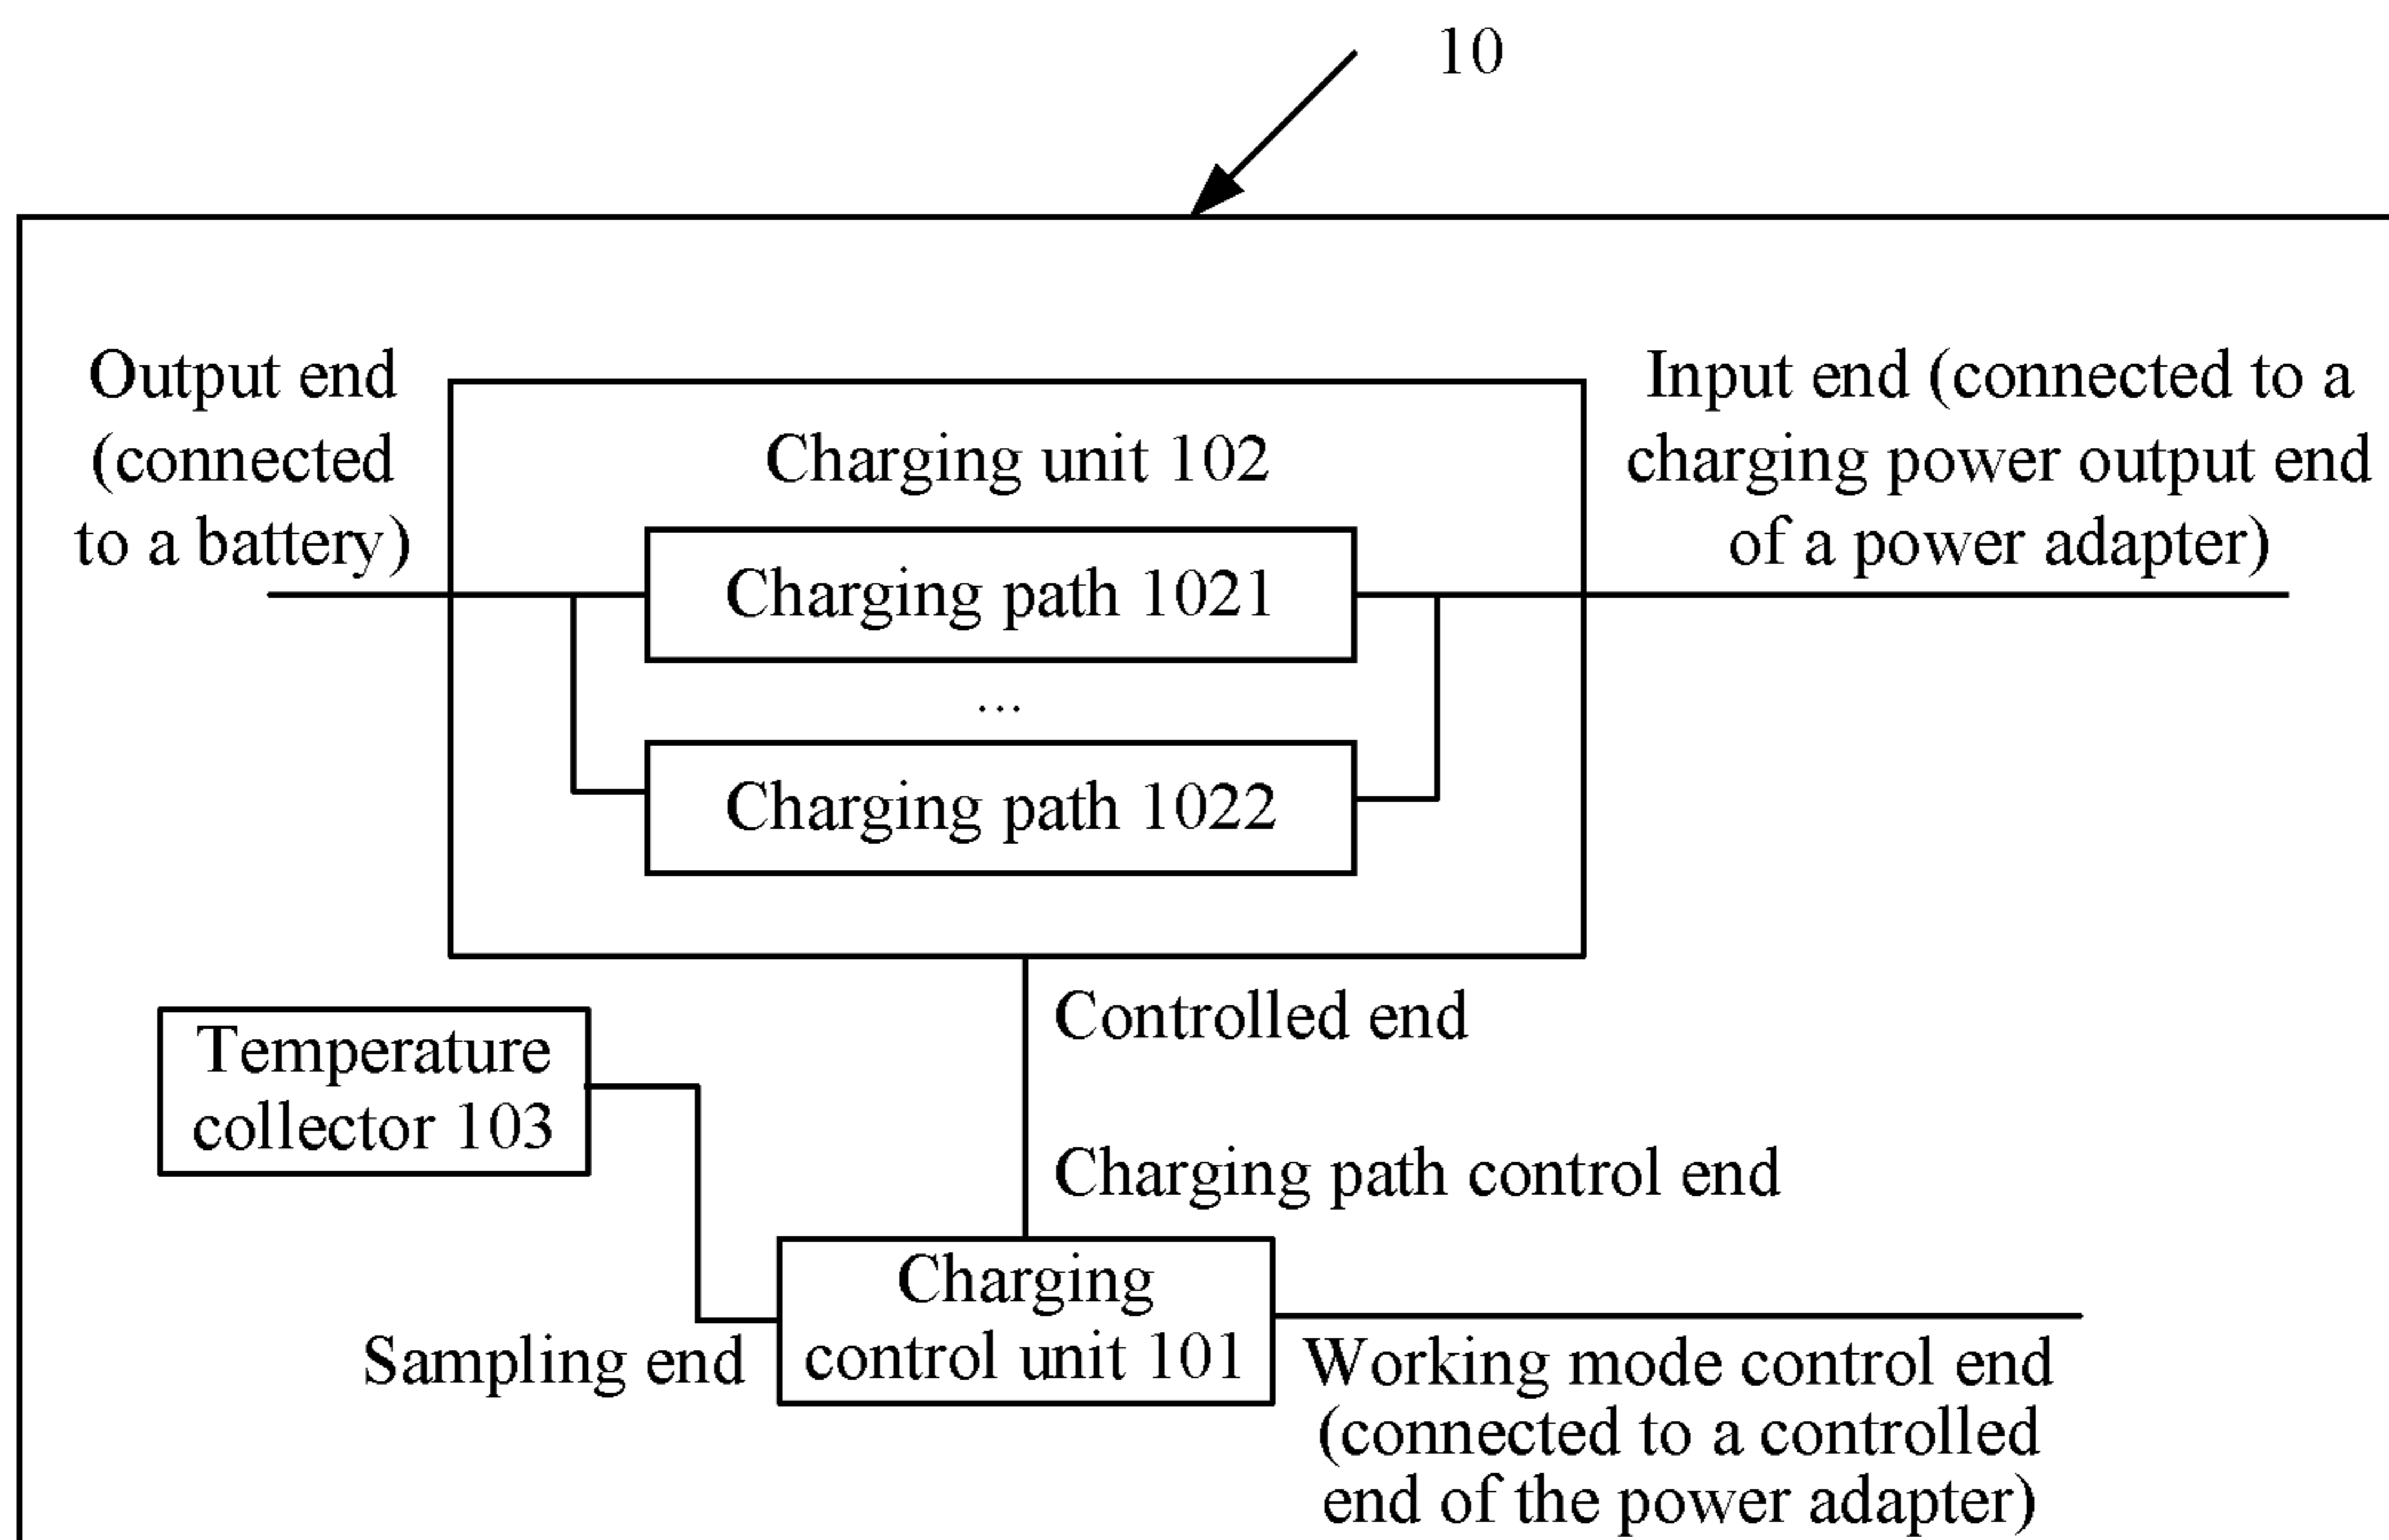 10
Output end
(connected
to a battery)
Charging unit 102
Input end (connected to a
charging power output end
of a power adapter)
Charging path 1021
...
Charging path 1022
Controlled end
Temperature
collector 103
Charging path control end
Charging
control unit 101
Sampling end
Working mode control end
(connected to a controlled
end of the power adapter)